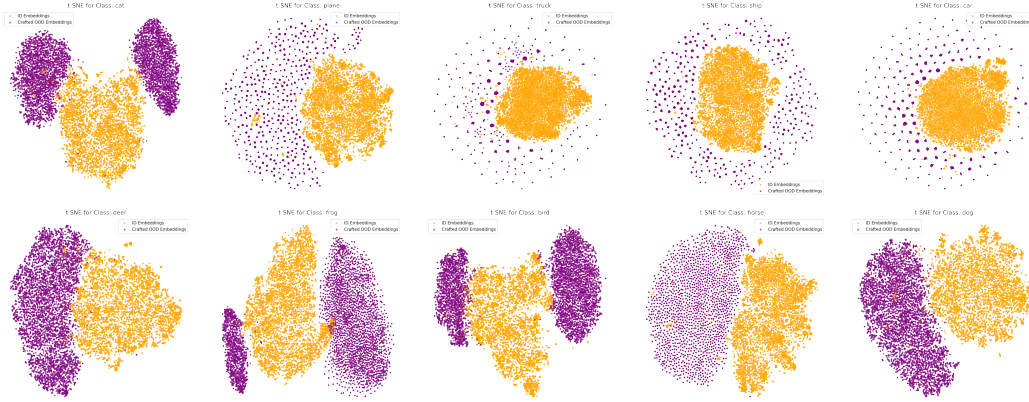 t SNE for Class: cat
ID Embeddings
Crafted OOD Embeddings
t SNE for Class: plane
ID Embeddings
Crafted OOD Embeddings
t SNE for Class: truck
ID Embeddings
Crafted OOD Embeddings
t SNE for Class: ship
ID Embeddings
Crafted OOD Embeddings
t SNE for Class: car
ID Embeddings
Crafted OOD Embeddin
t SNE for Class: deer
ID Embeddings
Crafted OOD Embeddings
t SNE for Class: frog
ID Embeddings
Crafted OOD Embeddings
t SNE for Class: bird
ID Embeddings
Crafted OOD Embeddings
t SNE for Class: horse
ID Embeddings
Crafted OOD Embeddings
t SNE for Class: dog
ID Embeddings
Crafted OOD Embeddings